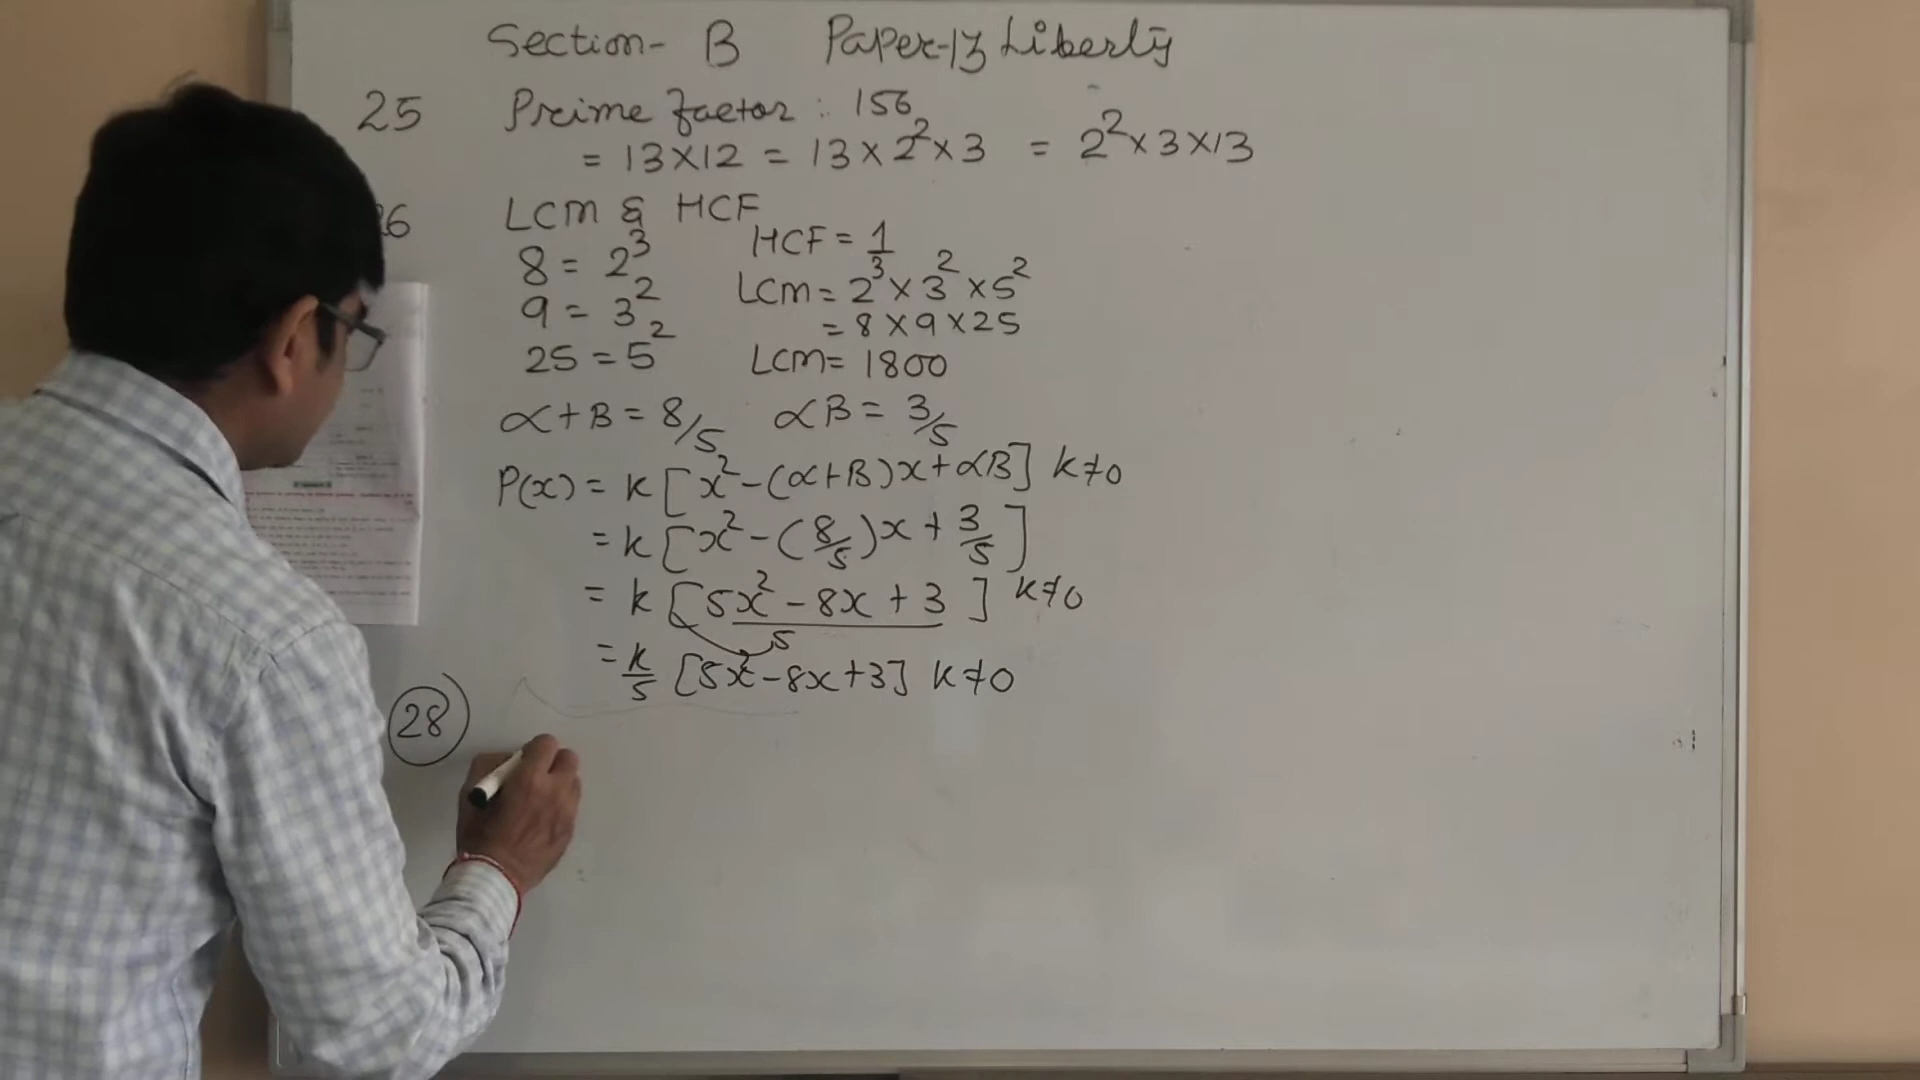 Section- B Paper-13 Liberty
25 Prime factor : 156
= 13×12 = 13×2²×3 = 2²×3×13
26 LCM & HCF
8 = 2³ HCF = 1
9 = 3² LCM = 2³×3²×5²
= 8×9×25
25 = 5² LCM = 1800
α+B = 8/5 αB = 3/5
P(x) = k[x²-(α+B)x+αB] k≠0
= k[x²-(8/5)x+3/5]
= k[5x²-8x+3/5] k≠0
= k/5 [5x²-8x+3] k≠0
28